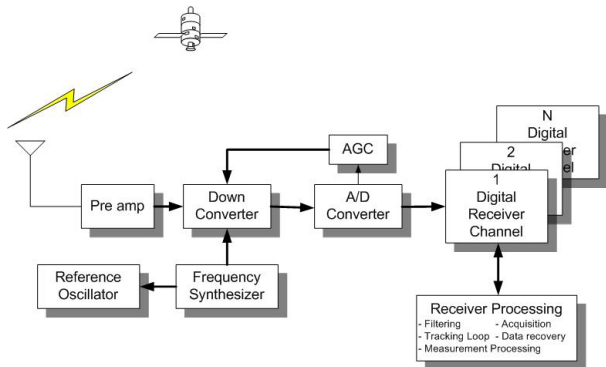 N
Digital
2
Digital
1
Digital
Receiver
Channel
AGC
Pre amp
Down
Converter
A/D
Converter
Reference
Oscillator
Frequency
Synthesizer
Receiver Processing
- Filtering - Acquisition
- Tracking Loop - Data recovery
- Measurement Processing